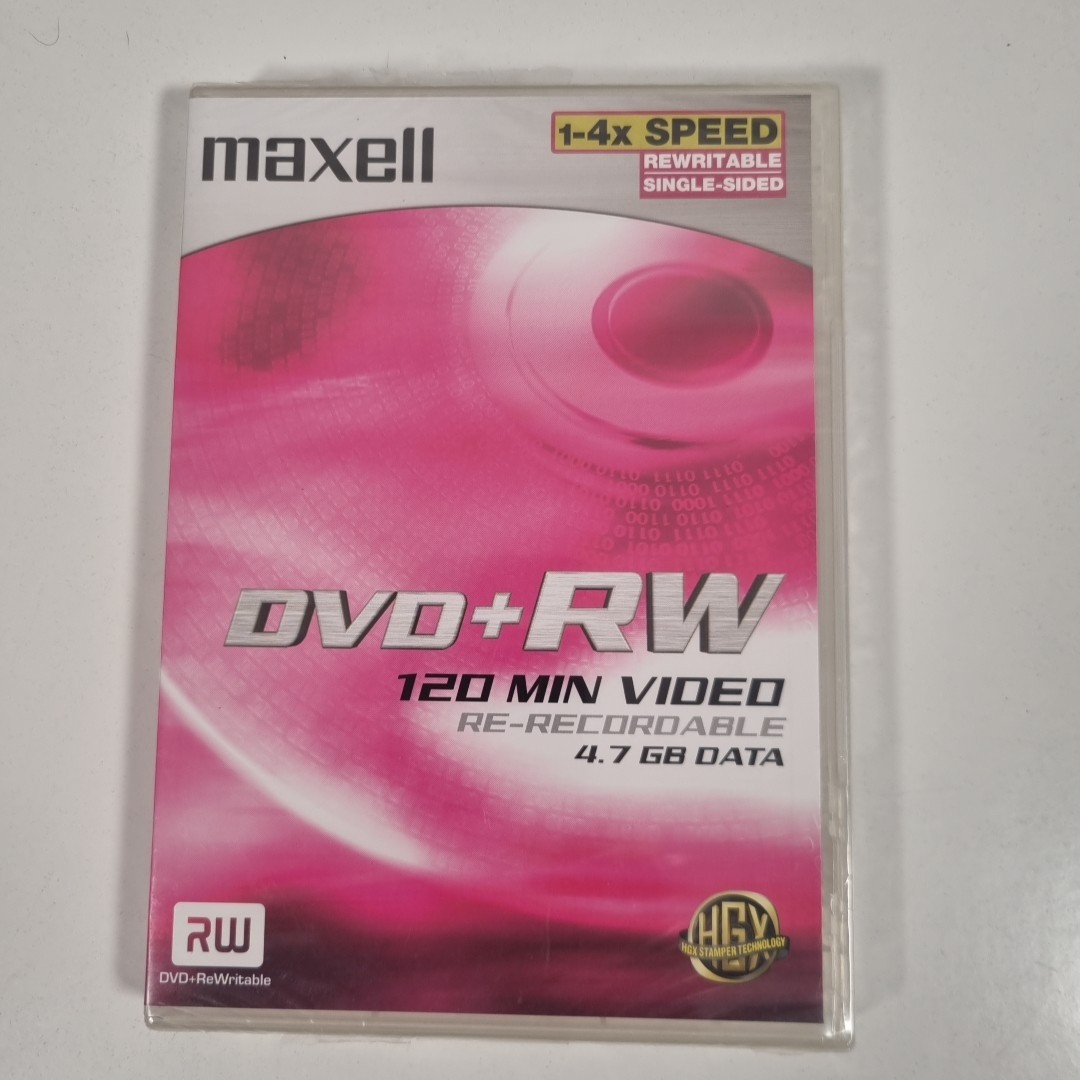 maxell
1-4x SPEED
REWRITABLE
SINGLE-SIDED
DVD+RW
120 MIN VIDEO
RE-RECORDABLE
4.7 GB DATA
RW
DVD+ReWritable
HGX
HGX STAMPER TECHNOLOGY